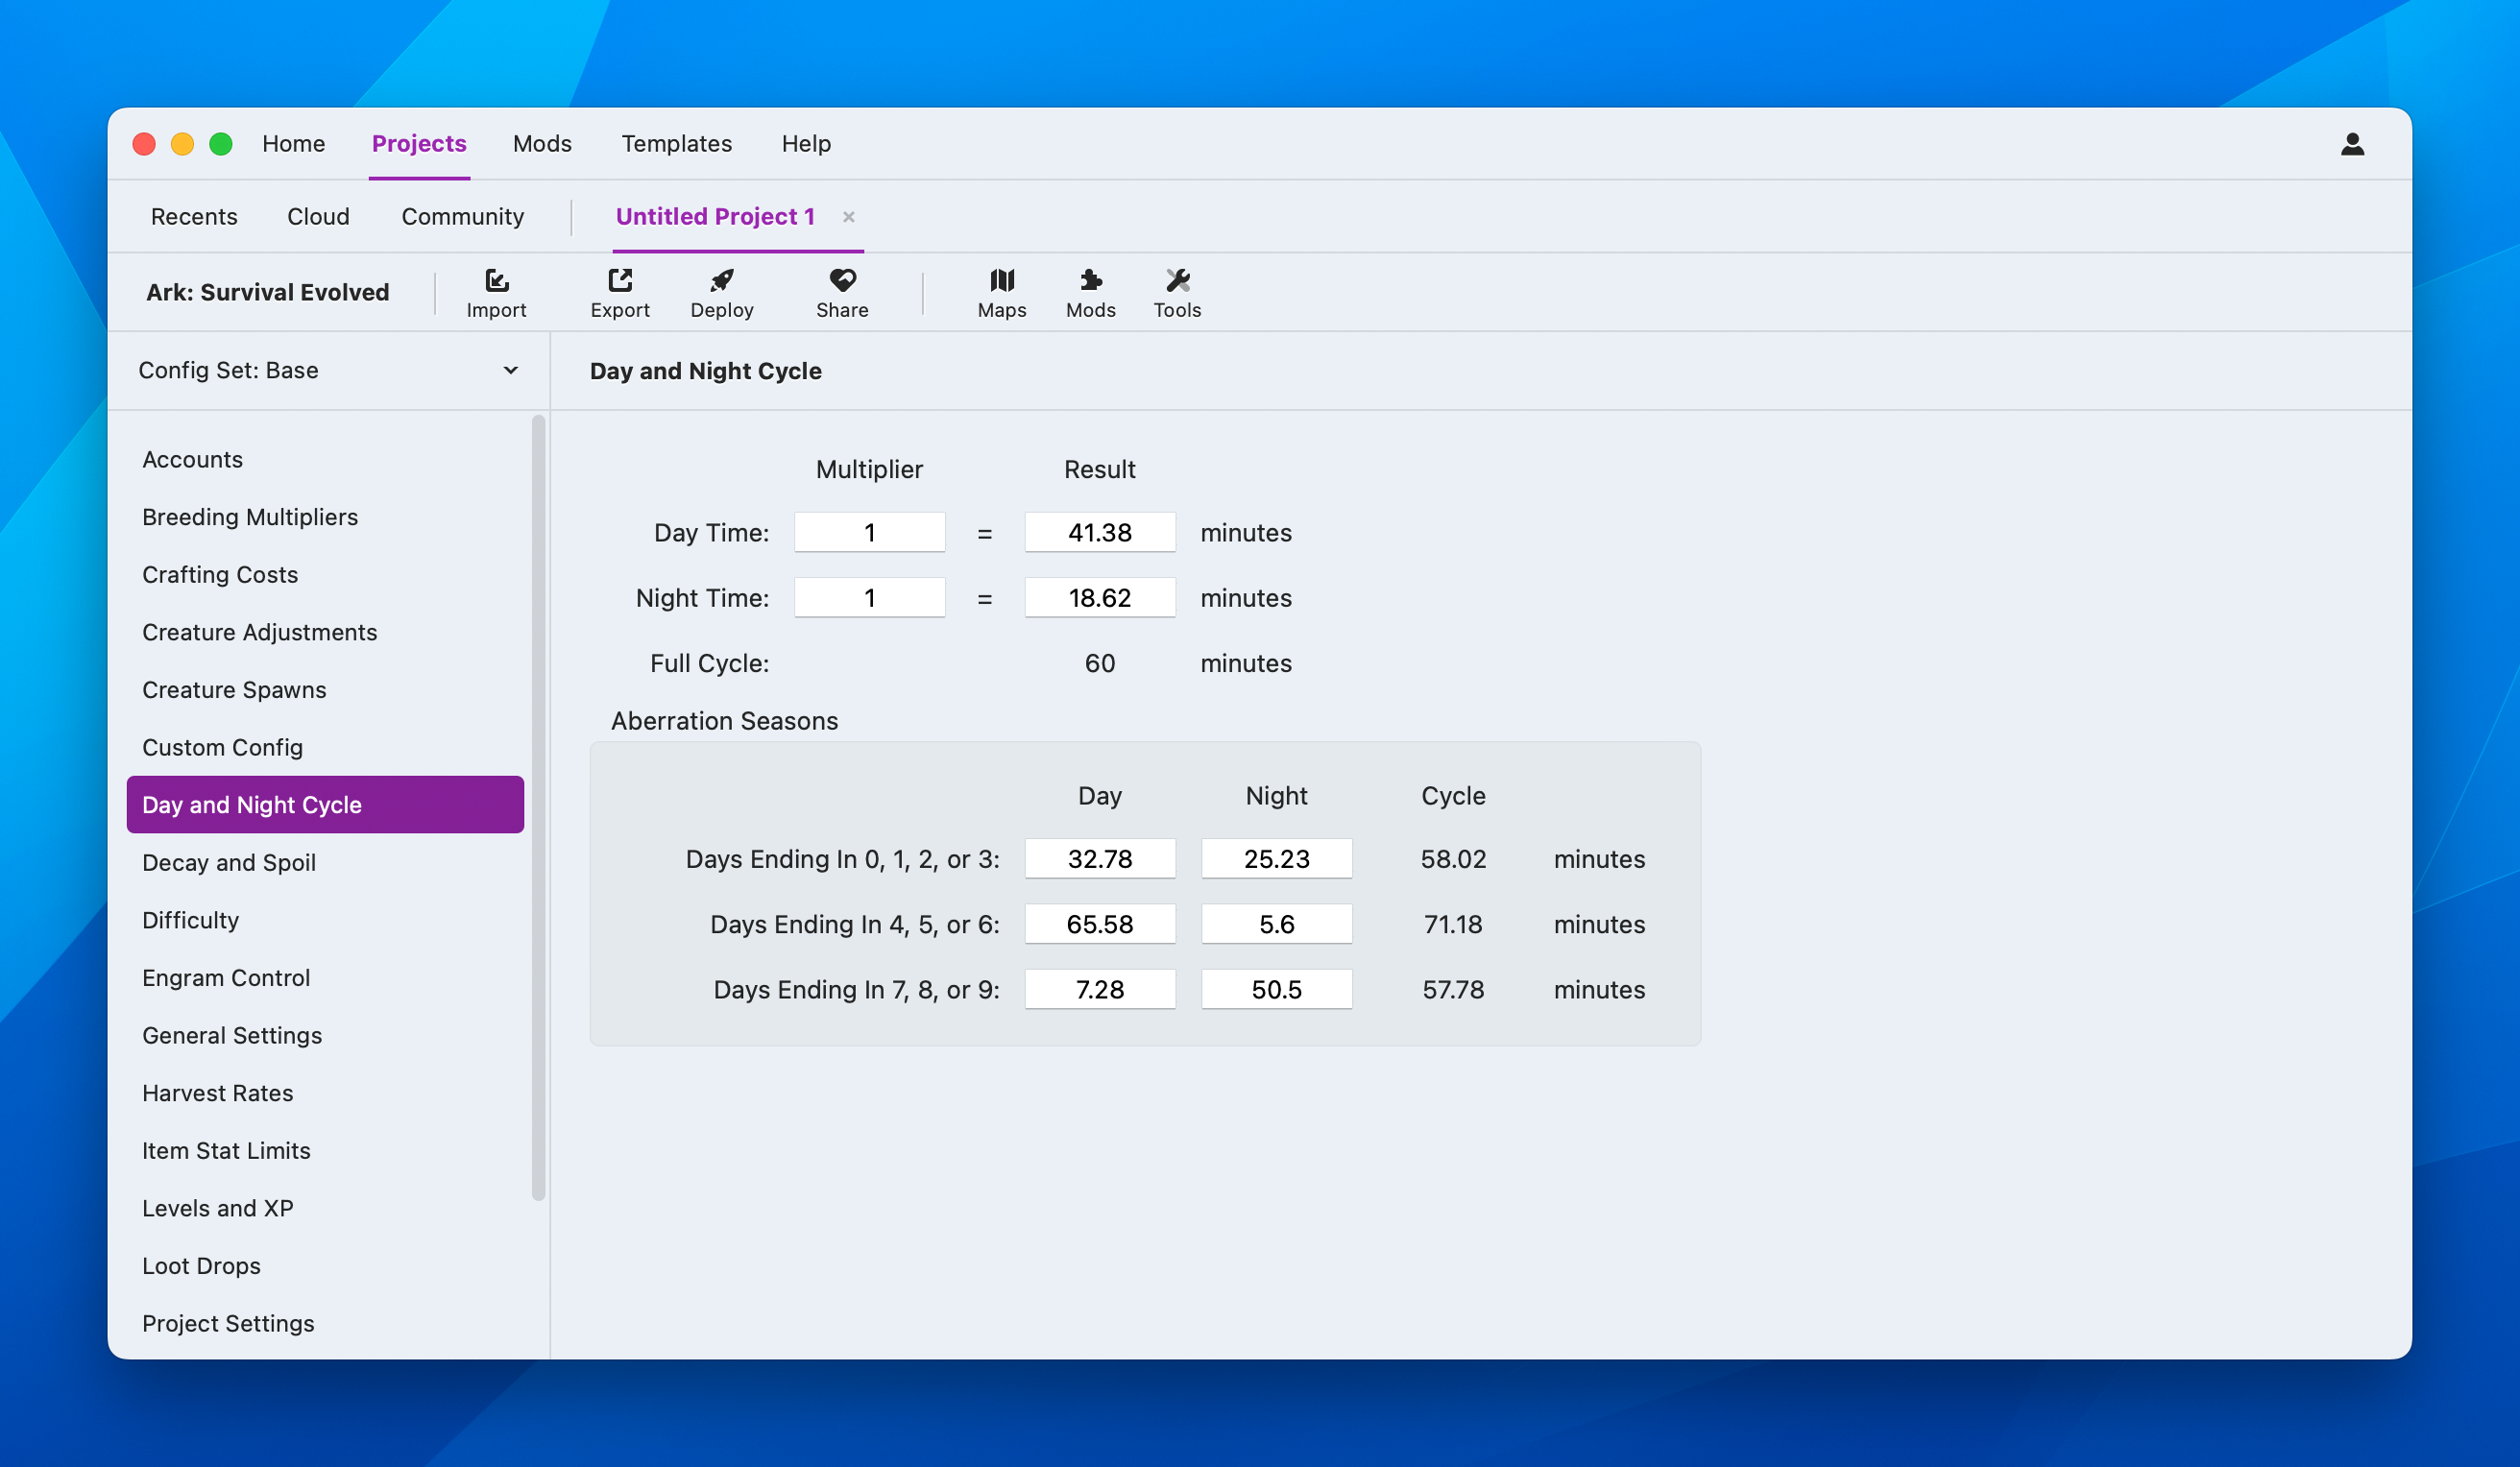 Home Projects Mods Templates Help
Recents Cloud Community Untitled Project 1 ×
Ark: Survival Evolved Import Export Deploy Share Maps Mods Tools
Config Set: Base
Day and Night Cycle
Accounts
Breeding Multipliers
Crafting Costs
Creature Adjustments
Creature Spawns
Custom Config
Day and Night Cycle
Decay and Spoil
Difficulty
Engram Control
General Settings
Harvest Rates
Item Stat Limits
Levels and XP
Loot Drops
Project Settings
Multiplier Result
Day Time: 1 = 41.38 minutes
Night Time: 1 = 18.62 minutes
Full Cycle: 60 minutes
Aberration Seasons
Day Night Cycle
Days Ending In 0, 1, 2, or 3: 32.78 25.23 58.02 minutes
Days Ending In 4, 5, or 6: 65.58 5.6 71.18 minutes
Days Ending In 7, 8, or 9: 7.28 50.5 57.78 minutes